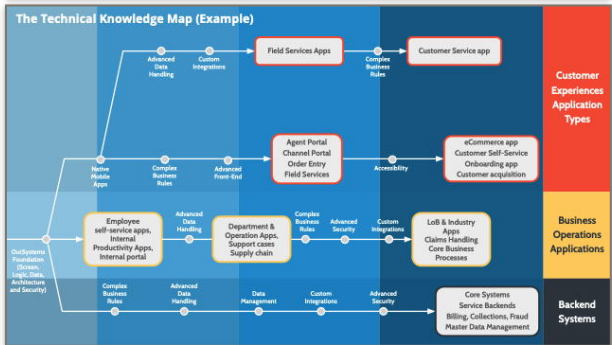 The Technical Knowledge Map (Example)
Advanced
Data
Handling
Custom
Integrations
Field Services Apps
Complex
Business
Rules
Customer Service app
Customer
Experiences
Application
Types
Native
Mobile
Apps
Complex
Business
Rules
Advanced
Front-End
Agent Portal
Channel Portal
Order Entry
Field Services
Accessibility
eCommerce app
Customer Self-Service
Onboarding app
Customer acquisition
OutSystems
Foundation
(Screen,
Logic, Data,
Architecture
and Security)
Employee
self-service apps,
Internal
Productivity Apps,
Internal portal
Advanced
Data
Handling
Department &
Operation Apps,
Support cases
Supply chain
Complex
Business
Rules
Advanced
Security
Custom
Integrations
LoB & Industry
Apps
Claims Handling
Core Business
Processes
Business
Operations
Applications
Complex
Business
Rules
Advanced
Data
Handling
Data
Management
Custom
Integrations
Advanced
Security
Core Systems
Service Backends
Billing, Collections, Fraud
Master Data Management
Backend
Systems